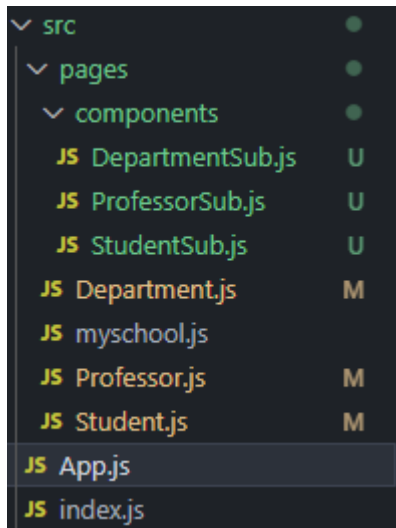 src
pages
components
JS DepartmentSub.js U
JS ProfessorSub.js U
JS StudentSub.js U
JS Department.js M
JS myschool.js
JS Professor.js M
JS Student.js M
JS App.js
JS index.js